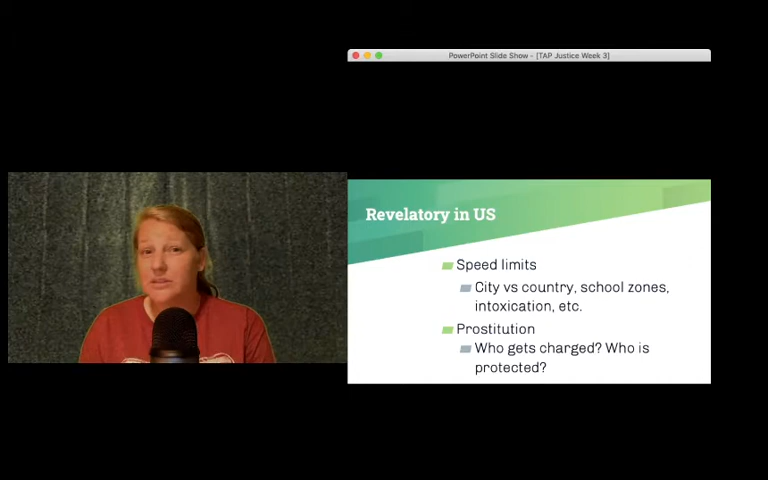 PowerPoint Slide Show - [TAP Justice Week 3]
Revelatory in US
Speed limits
City vs country, school zones,
intoxication, etc.
Prostitution
Who gets charged? Who is
protected?